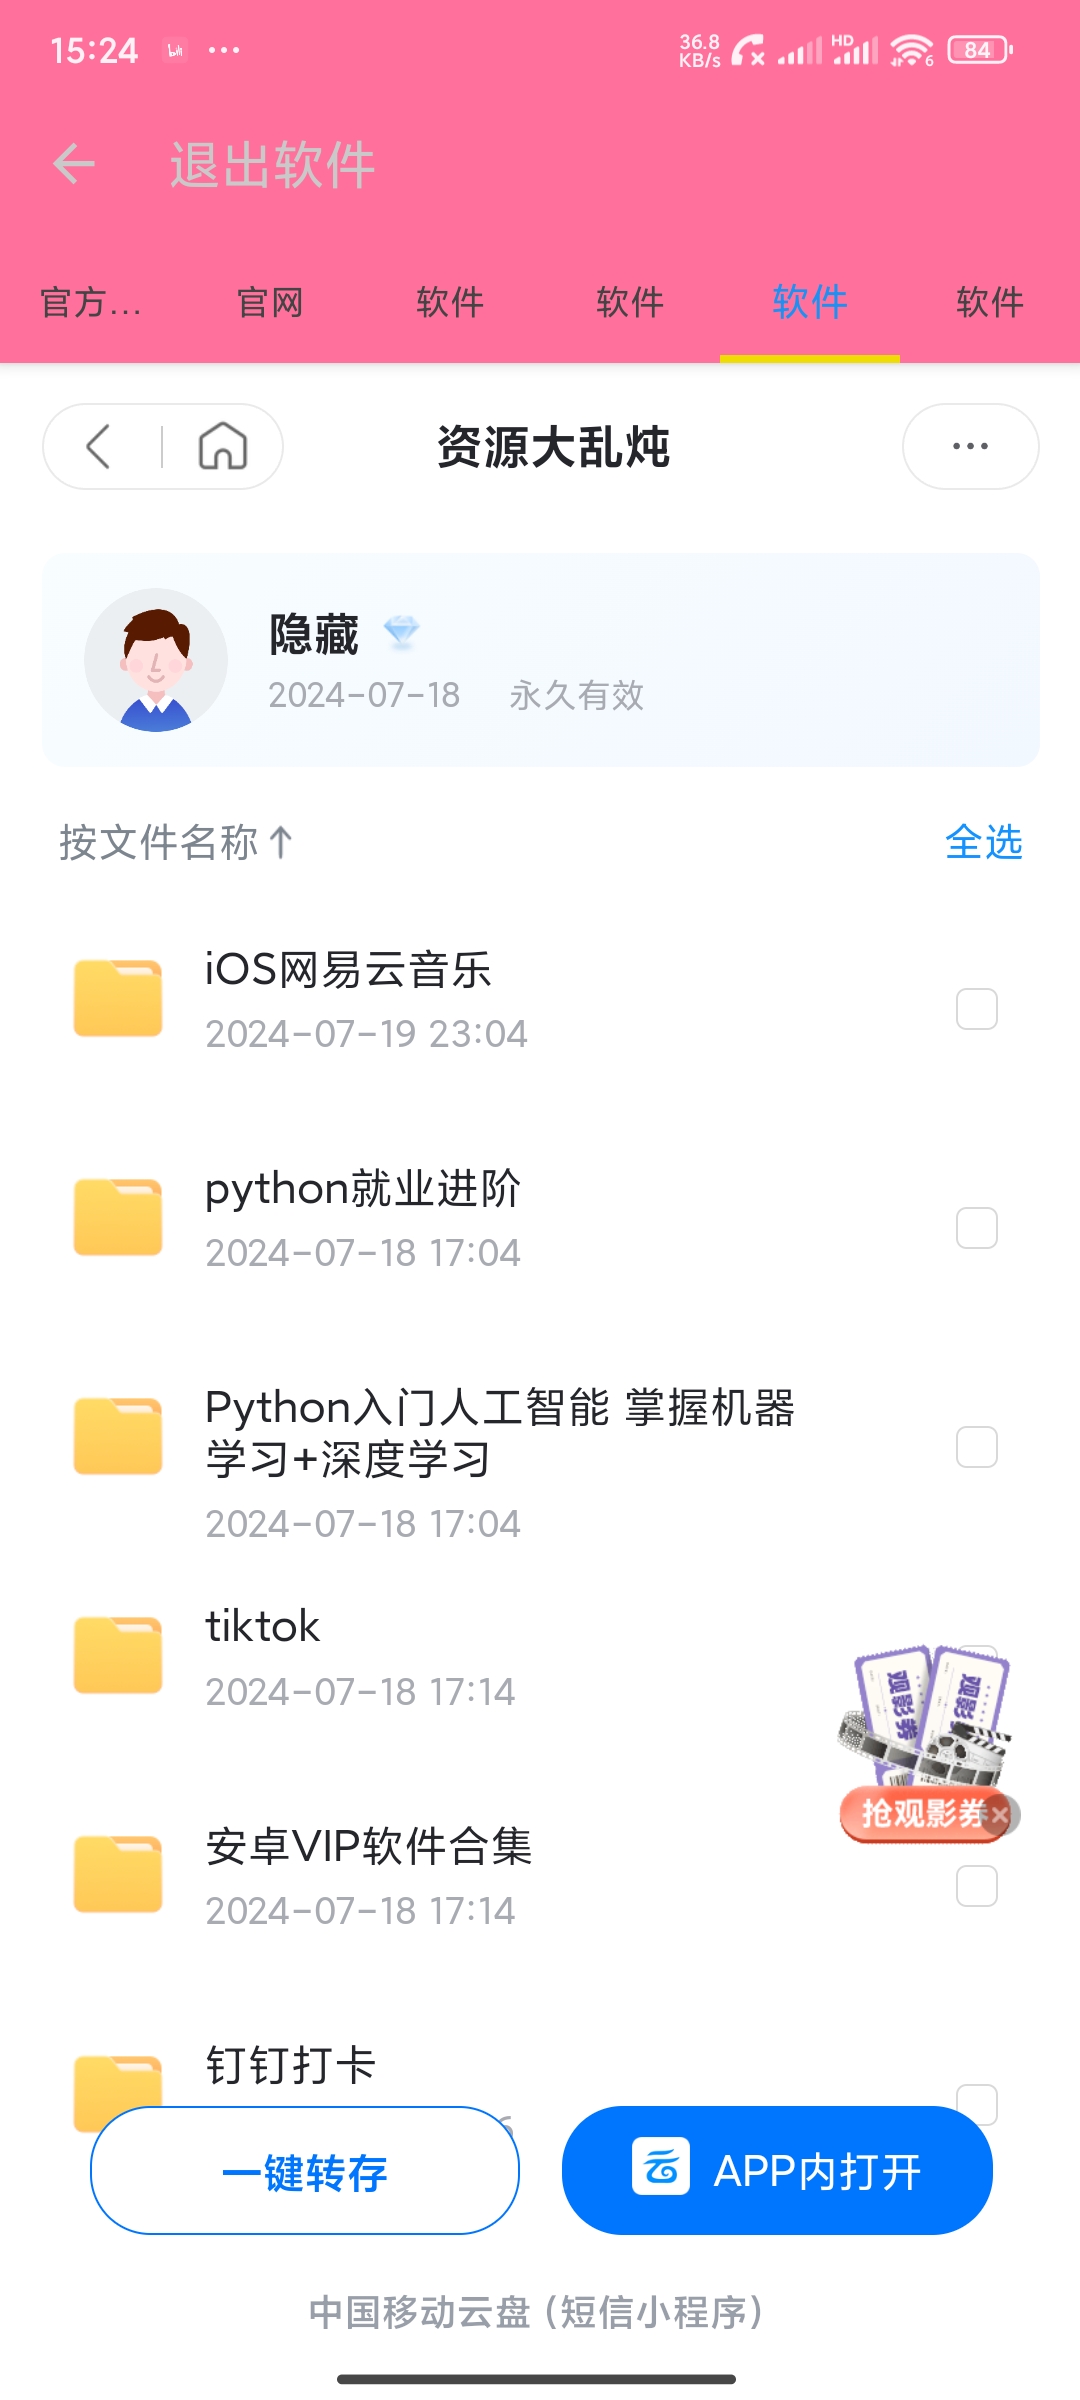 15:24
36.8
KB/s
HD
6
84
退出软件
官方...
官网
软件
软件
软件
软件
资源大乱炖
隐藏
2024-07-18 永久有效
按文件名称↑
全选
iOS网易云音乐
2024-07-19 23:04
python就业进阶
2024-07-18 17:04
Python入门人工智能 掌握机器
学习+深度学习
2024-07-18 17:04
tiktok
2024-07-18 17:14
观影券
观影
抢观影券
安卓VIP软件合集
2024-07-18 17:14
钉钉打卡
一键转存
APP内打开
中国移动云盘 (短信小程序)